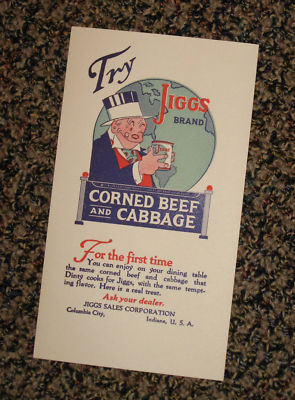 Try
JIGGS
BRAND
CORNED BEEF
AND CABBAGE
For the first time
You can enjoy on your dining table
the same corned beef and cabbage that
Dinty cooks for Jiggs, with the same tempt-
ing flavor. Here is a real treat.
Ask your dealer.
JIGGS SALES CORPORATION
Columbia City, Indiana, U. S. A.